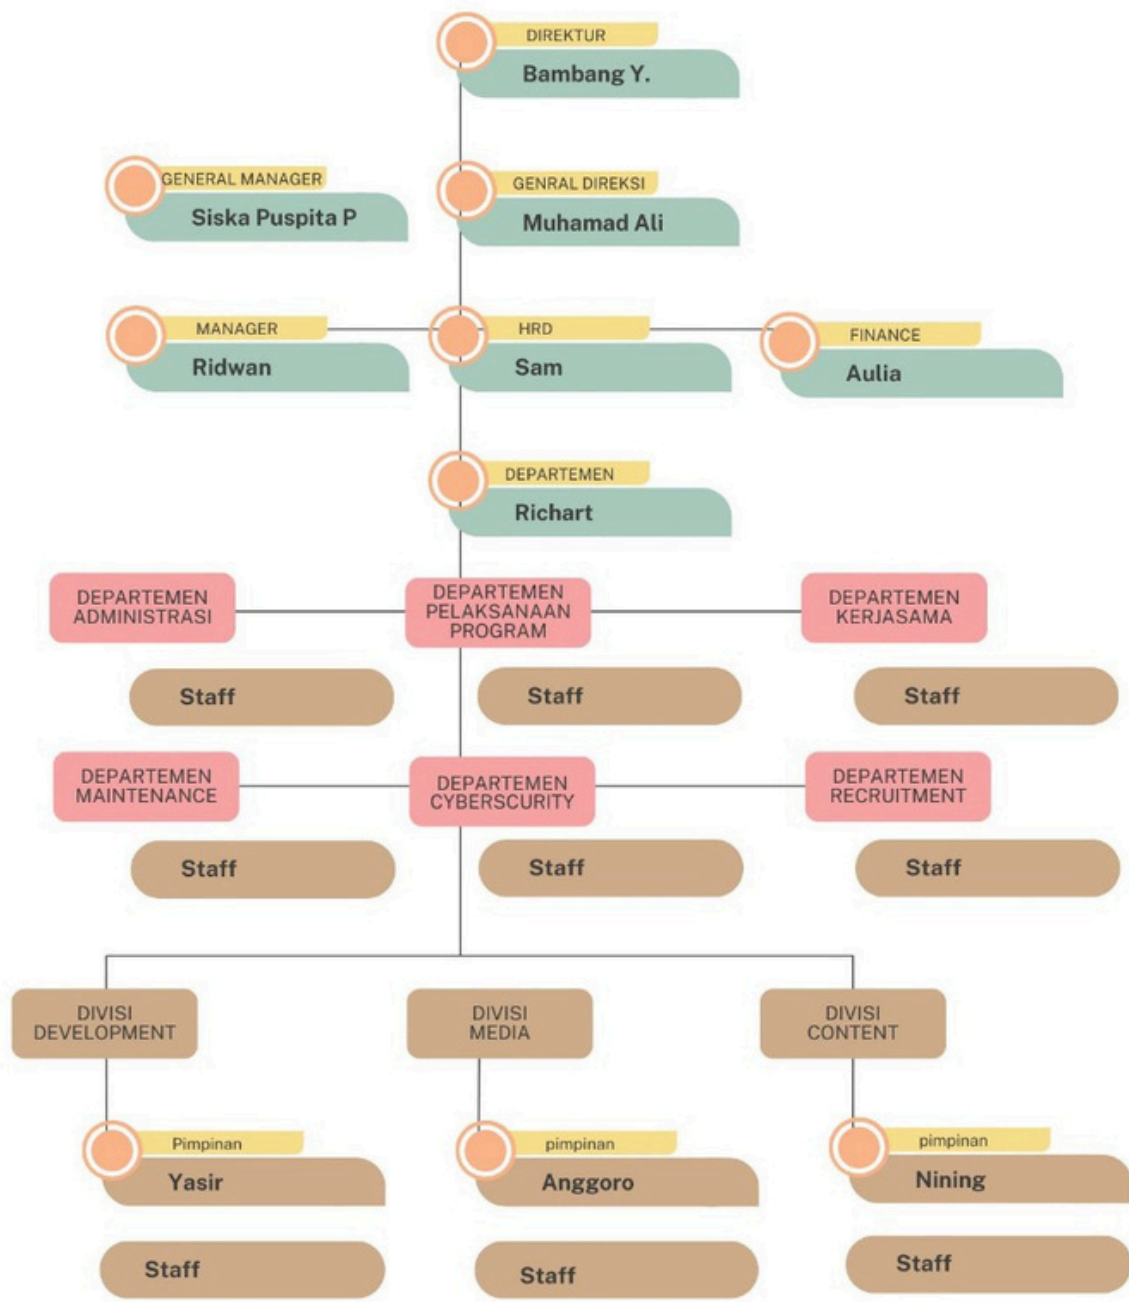 DIREKTUR
Bambang Y.
GENERAL MANAGER
Siska Puspita P
GENRAL DIREKSI
Muhamad Ali
MANAGER
Ridwan
HRD
Sam
FINANCE
Aulia
DEPARTEMEN
Richart
DEPARTEMEN
ADMINISTRASI
DEPARTEMEN
PELAKSANAAN
PROGRAM
DEPARTEMEN
KERJASAMA
Staff
Staff
Staff
DEPARTEMEN
MAINTENANCE
DEPARTEMEN
CYBERSCURITY
DEPARTEMEN
RECRUITMENT
Staff
Staff
Staff
DIVISI
DEVELOPMENT
DIVISI
MEDIA
DIVISI
CONTENT
Pimpinan
Yasir
pimpinan
Anggoro
pimpinan
Nining
Staff
Staff
Staff